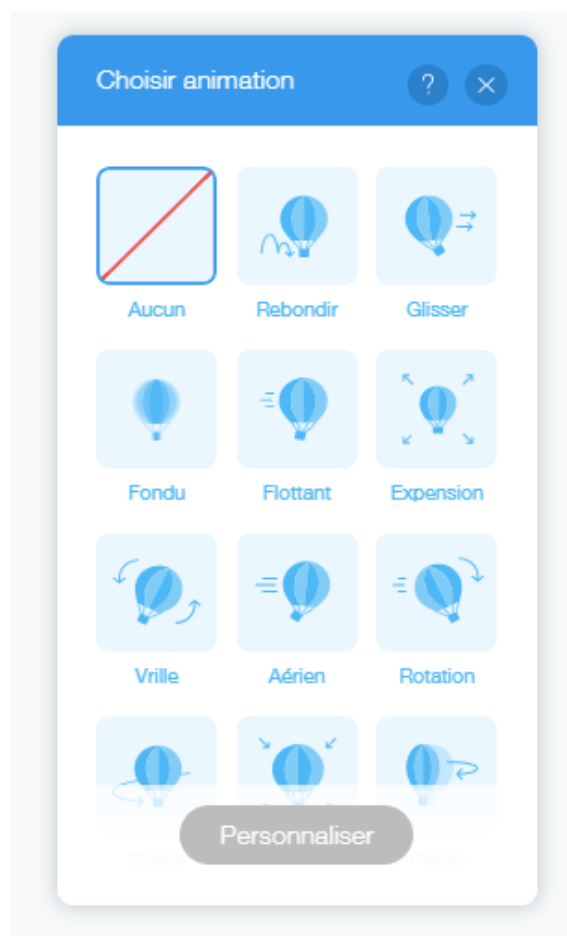 Choisir animation
?
Aucun Rebondir Glisser
Fondu Flottant Expension
Vrille Aérien Rotation
Personnaliser